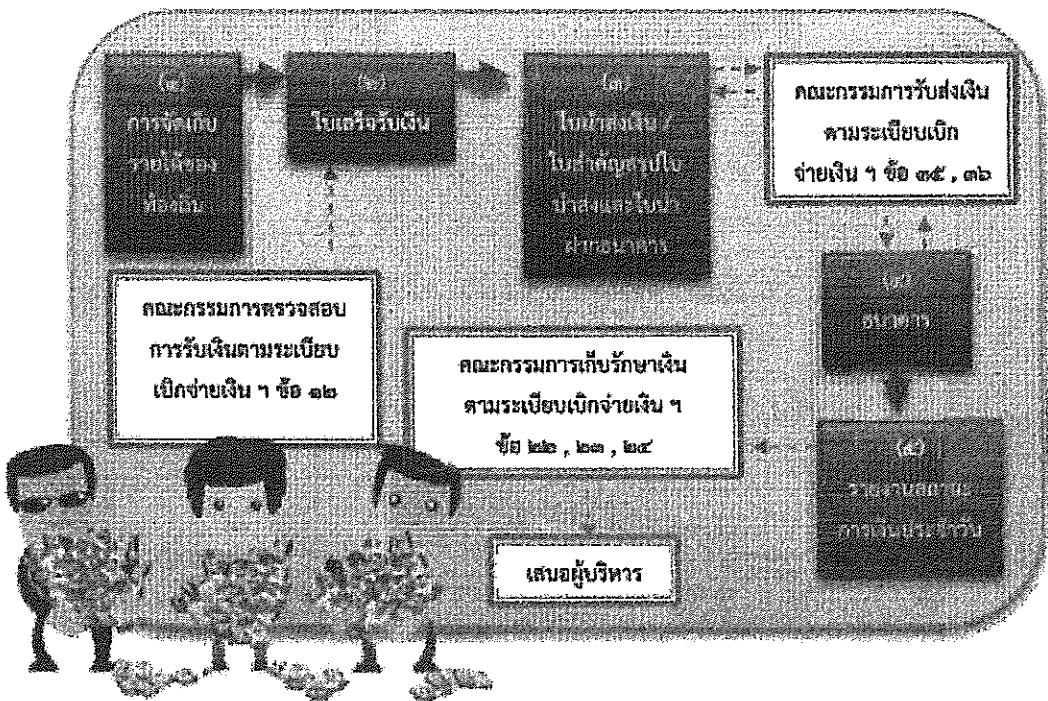 (๑)
การจัดเก็บ
รายได้ของ
ท้องถิ่น
(๒)
ใบเสร็จรับเงิน
(๓)
ใบนำส่งเงิน /
ใบสำคัญสรุปใบ
นำส่งและใบนำ
ฝากธนาคาร
คณะกรรมการรับส่งเงิน
ตามระเบียบเบิก
จ่ายเงิน ฯ ข้อ ๓๕ , ๓๖
(๔)
ธนาคาร
คณะกรรมการตรวจสอบ
การรับเงินตามระเบียบ
เบิกจ่ายเงิน ฯ ข้อ ๑๒
คณะกรรมการเก็บรักษาเงิน
ตามระเบียบเบิกจ่ายเงิน ฯ
ข้อ ๒๒ , ๒๓ , ๒๔
(๕)
รายงานสถานะ
การเงินประจำวัน
เสนอผู้บริหาร